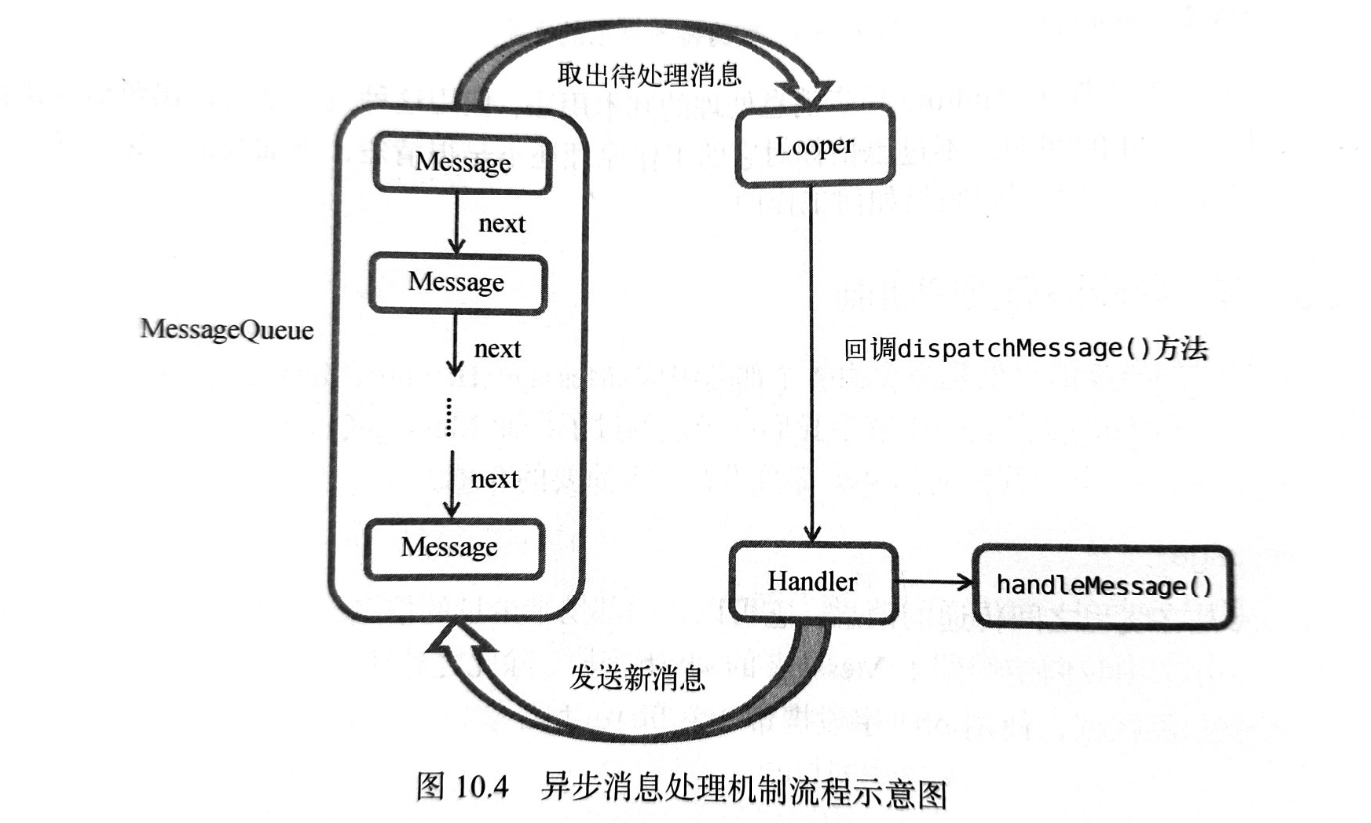 取出待处理消息
Message
Looper
next
Message
MessageQueue
next
回调dispatchMessage()方法
next
Message
Handler
handleMessage()
发送新消息
图 10.4 异步消息处理机制流程示意图